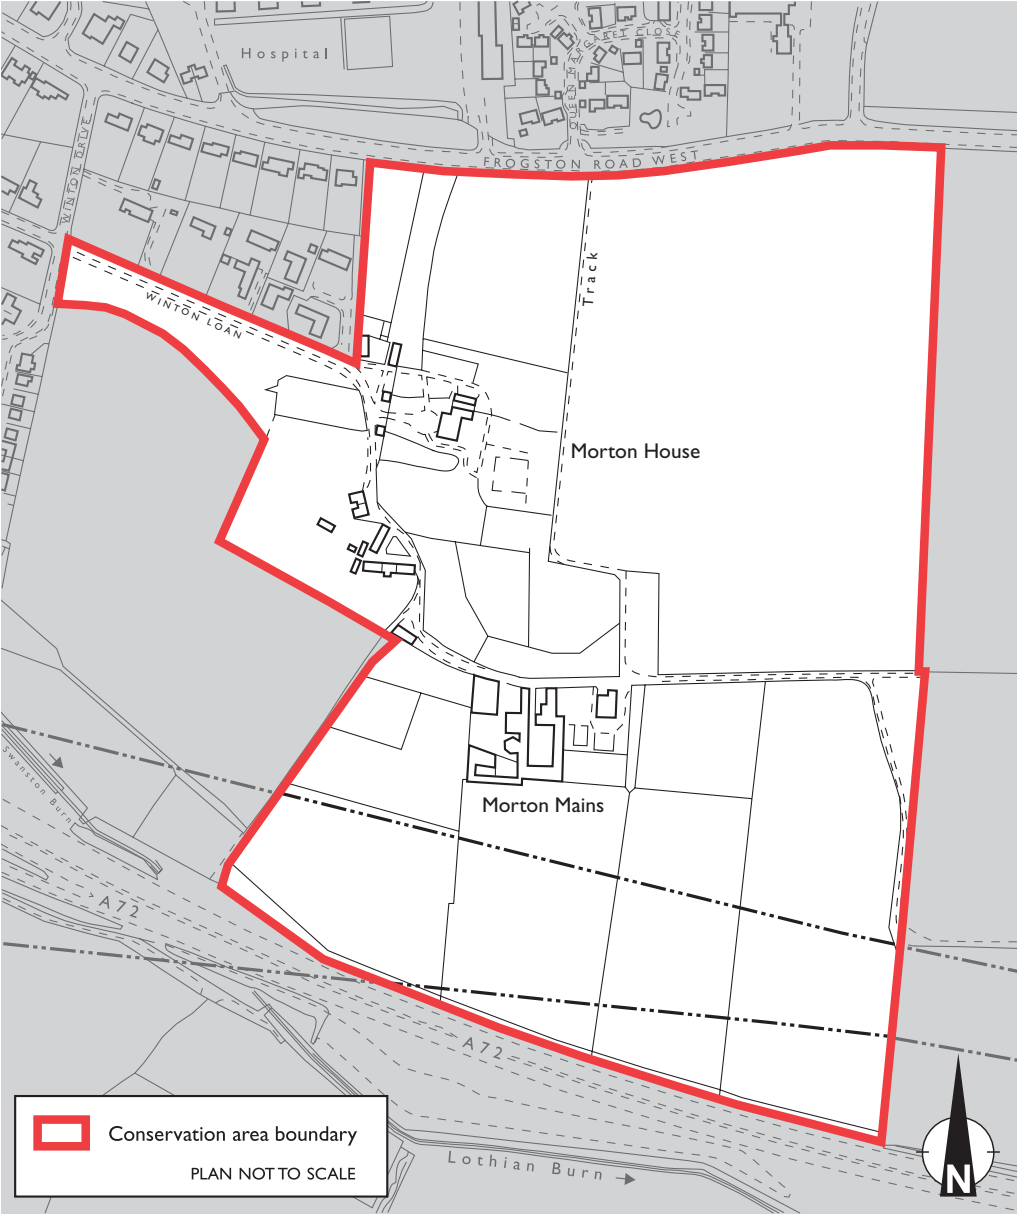 Hospital
QUEEN MARGARET CLOSE
WINTON DRIVE
FROGSTON ROAD WEST
WINTON LOAN
Track
Morton House
Morton Mains
Swanston Burn
A72
A72
Conservation area boundary
PLAN NOT TO SCALE
Lothian Burn
N